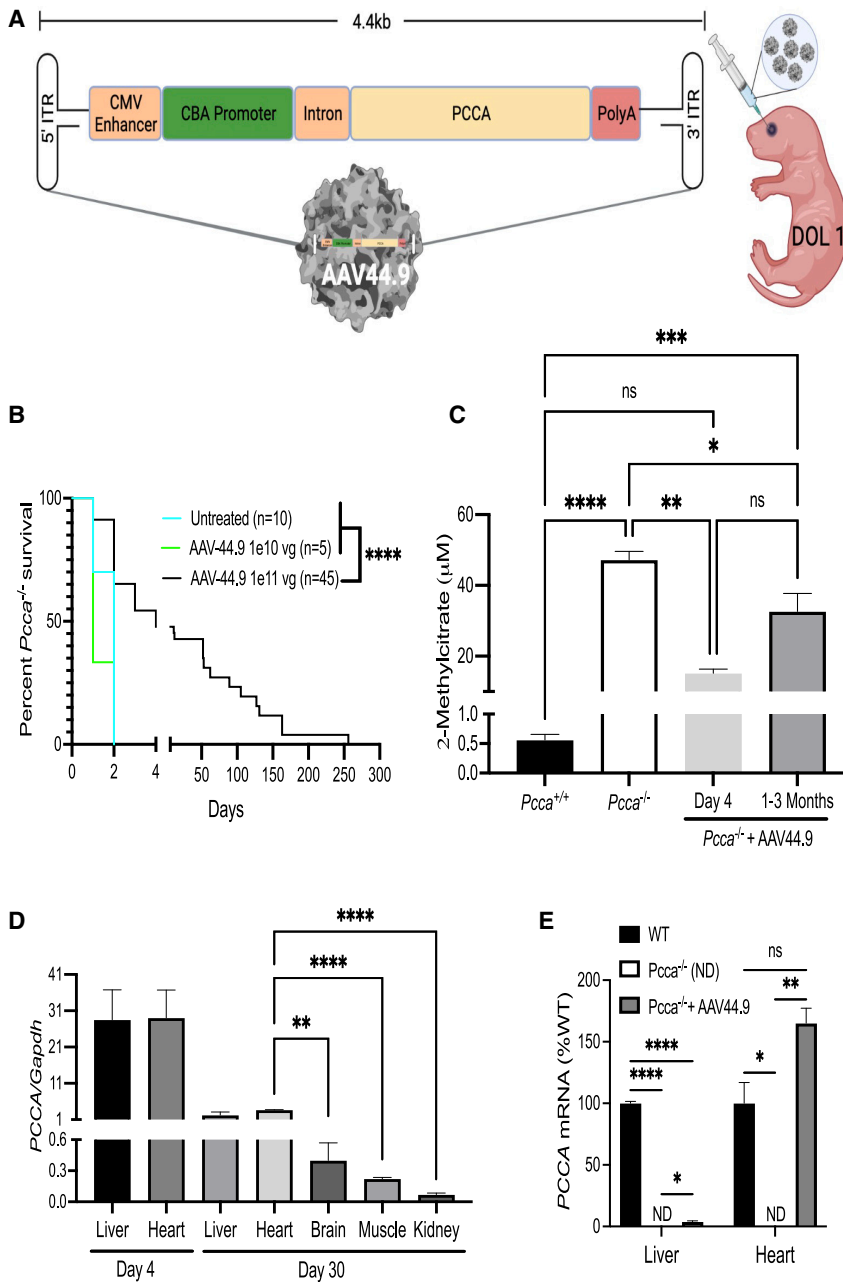 A
4.4kb
5' ITR
CMV
Enhancer
CBA Promoter
Intron
PCCA
PolyA
3' ITR
AAV44.9
DOL 1
B
Percent Pcca-/- survival
100
50
0
0
2
4
50
100
150
200
250
300
Days
Untreated (n=10)
AAV-44.9 1e10 vg (n=5)
AAV-44.9 1e11 vg (n=45)
****
C
***
ns
*
****
**
ns
2-Methylcitrate (μM)
60
40
20
1.0
0.5
0.0
Pcca+/+
Pcca-/-
Day 4
1-3 Months
Pcca-/- + AAV44.9
D
****
****
**
PCCA/Gapdh
41
31
21
11
1
0.6
0.3
0.0
Liver
Heart
Liver
Heart
Brain
Muscle
Kidney
Day 4
Day 30
E
WT
Pcca-/- (ND)
Pcca-/-+ AAV44.9
ns
**
****
****
*
*
PCCA mRNA (%WT)
200
150
100
50
0
ND
ND
Liver
Heart